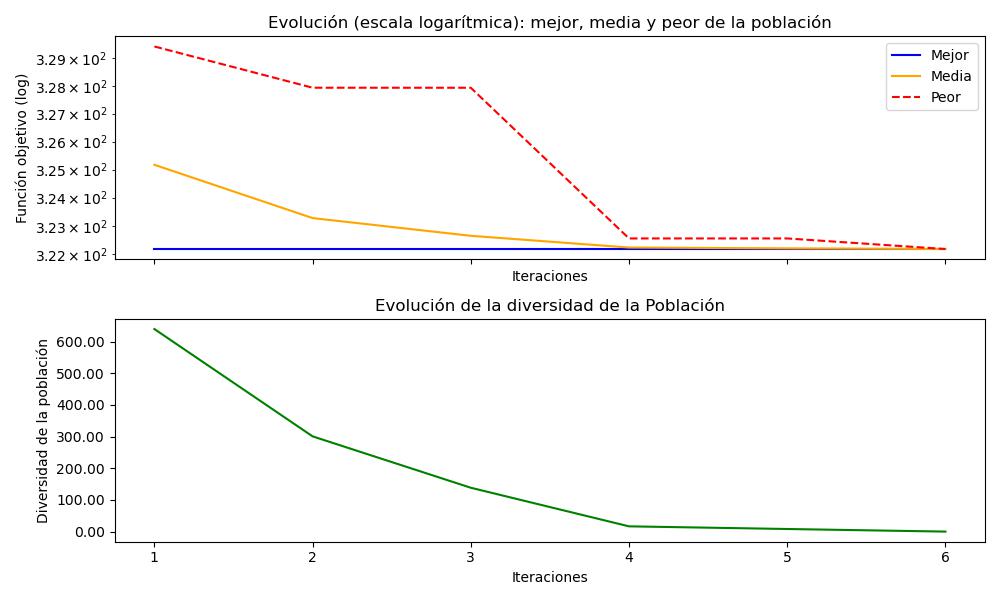 Evolución (escala logarítmica): mejor, media y peor de la población
Función objetivo (log)
3.29 × 10²
3.28 × 10²
3.27 × 10²
3.26 × 10²
3.25 × 10²
3.24 × 10²
3.23 × 10²
3.22 × 10²
Mejor
Media
Peor
Iteraciones
Evolución de la diversidad de la Población
Diversidad de la población
600.00
500.00
400.00
300.00
200.00
100.00
0.00
1 2 3 4 5 6
Iteraciones